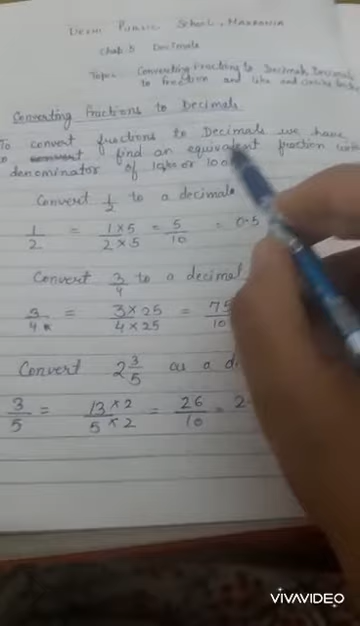 Delhi Public School, Makronia
Chap. 8 Decimals
Topic: Converting Fractions to Decimals, Decimals
to Fraction and Like and Unlike
Converting Fractions to Decimals
To convert fractions to Decimals we have
to find an equivalent fraction with
denominator of 10, or 100
Convert 1/2 to a decimal
1/2 = 1×5/2×5 = 5/10 = 0.5
Convert 3/4 to a decimal
3/4 = 3×25/4×25 = 75/10
Convert 2 3/5 as a d
3/5 = 13×2/5×2 = 26/10 = 2
VIVAVIDEO